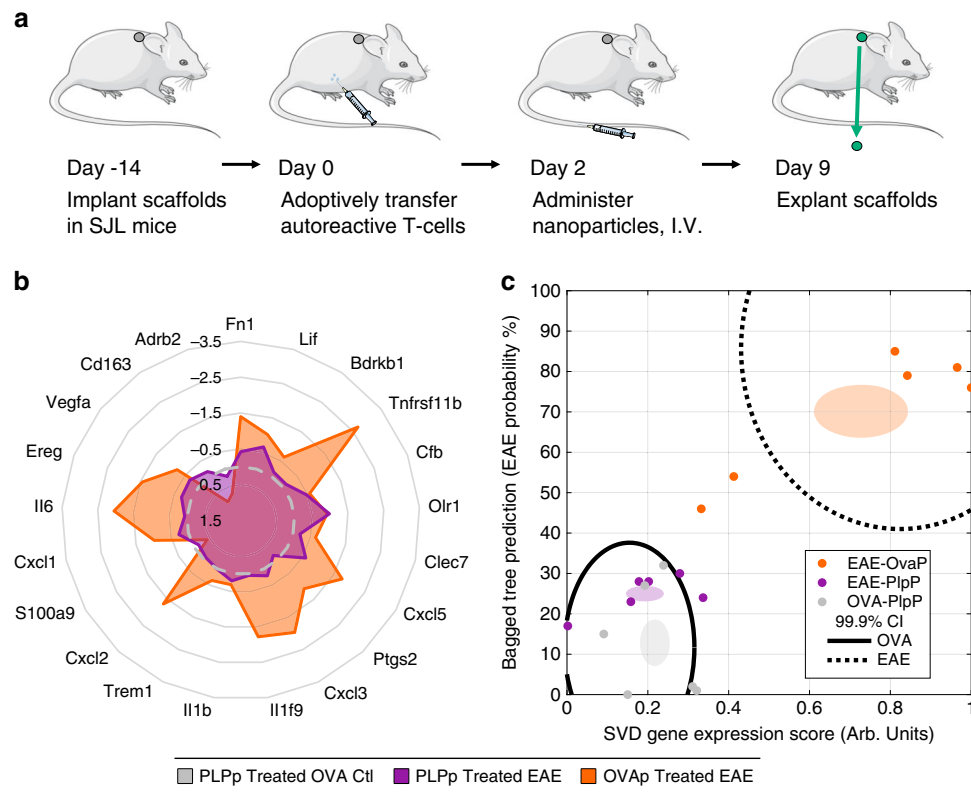 a
Day -14
Implant scaffolds
in SJL mice
Day 0
Adoptively transfer
autoreactive T-cells
Day 2
Administer
nanoparticles, I.V.
Day 9
Explant scaffolds
b
Fn1
Lif
Bdrkb1
Tnfrsf11b
Cfb
Olr1
Clec7
Cxcl5
Ptgs2
Cxcl3
Il1f9
Il1b
Trem1
Cxcl2
S100a9
Cxcl1
Il6
Ereg
Vegfa
Cd163
Adrb2
−3.5
−2.5
−1.5
−0.5
0.5
1.5
c
Bagged tree prediction (EAE probability %)
100
90
80
70
60
50
40
30
20
10
0
0
0.2
0.4
0.6
0.8
1
SVD gene expression score (Arb. Units)
EAE-OvaP
EAE-PlpP
OVA-PlpP
99.9% CI
OVA
EAE
PLPp Treated OVA Ctl
PLPp Treated EAE
OVAp Treated EAE